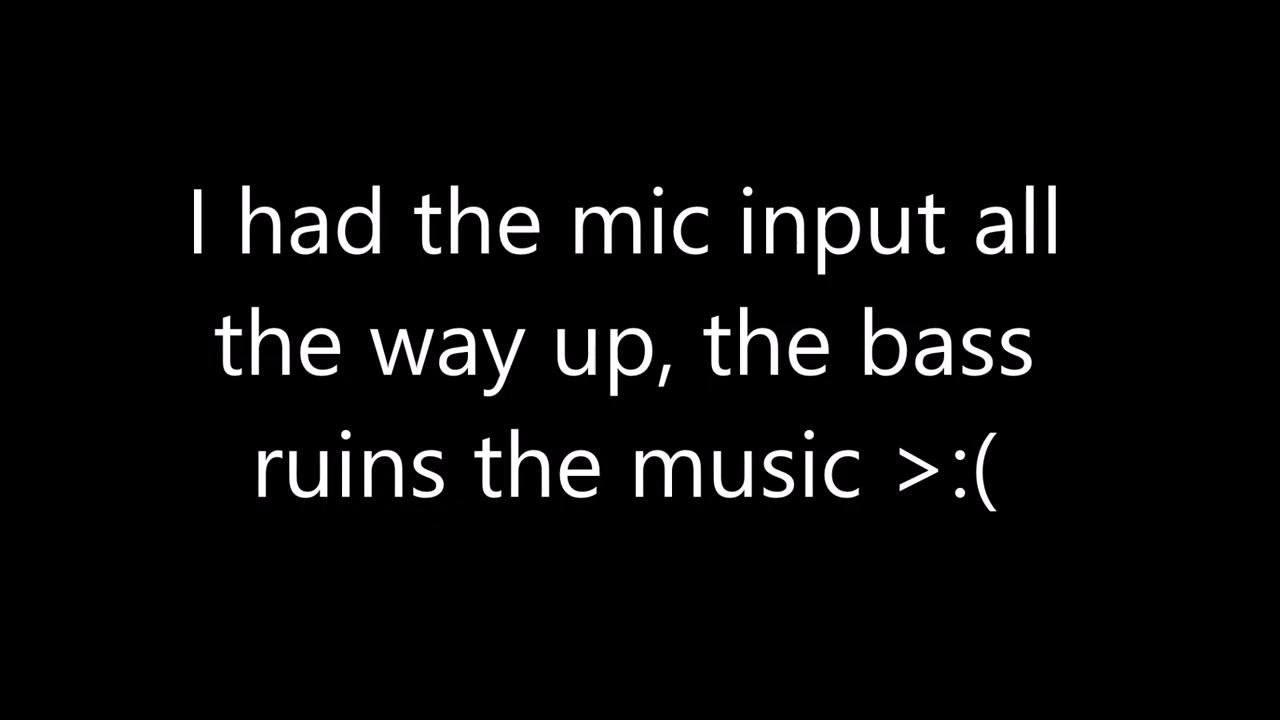 I had the mic input all
the way up, the bass
ruins the music >:(